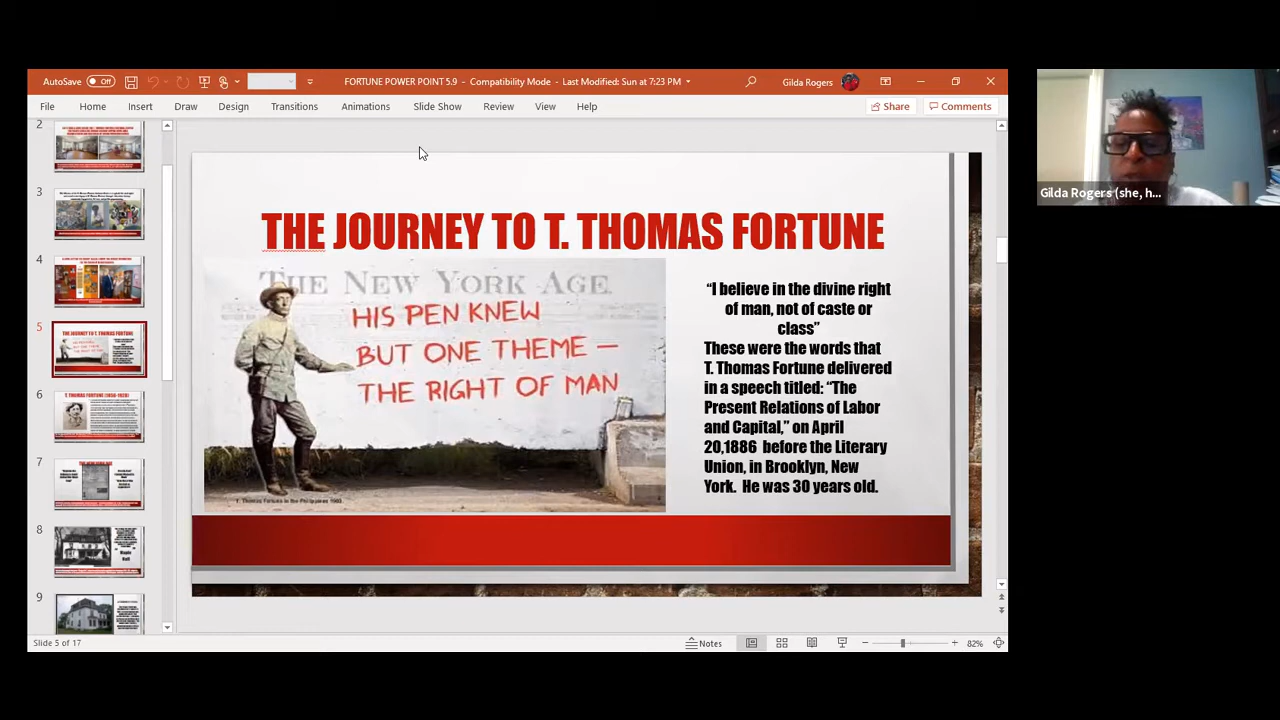 AutoSave Off
FORTUNE POWER POINT 5.9 - Compatibility Mode - Last Modified: Sun at 7:23 PM
Gilda Rogers
File Home Insert Draw Design Transitions Animations Slide Show Review View Help
Share Comments
2
3
4
5
THE JOURNEY TO T. THOMAS FORTUNE
6
T. THOMAS FORTUNE (1856-1928)
7
8
9
THE JOURNEY TO T. THOMAS FORTUNE
THE NEW YORK AGE
HIS PEN KNEW
BUT ONE THEME –
THE RIGHT OF MAN
T. Thomas Fortune in the Philippines 1903
“I believe in the divine right
of man, not of caste or
class”
These were the words that
T. Thomas Fortune delivered
in a speech titled: “The
Present Relations of Labor
and Capital,” on April
20,1886 before the Literary
Union, in Brooklyn, New
York. He was 30 years old.
Gilda Rogers (she, h...
Slide 5 of 17
Notes
82%